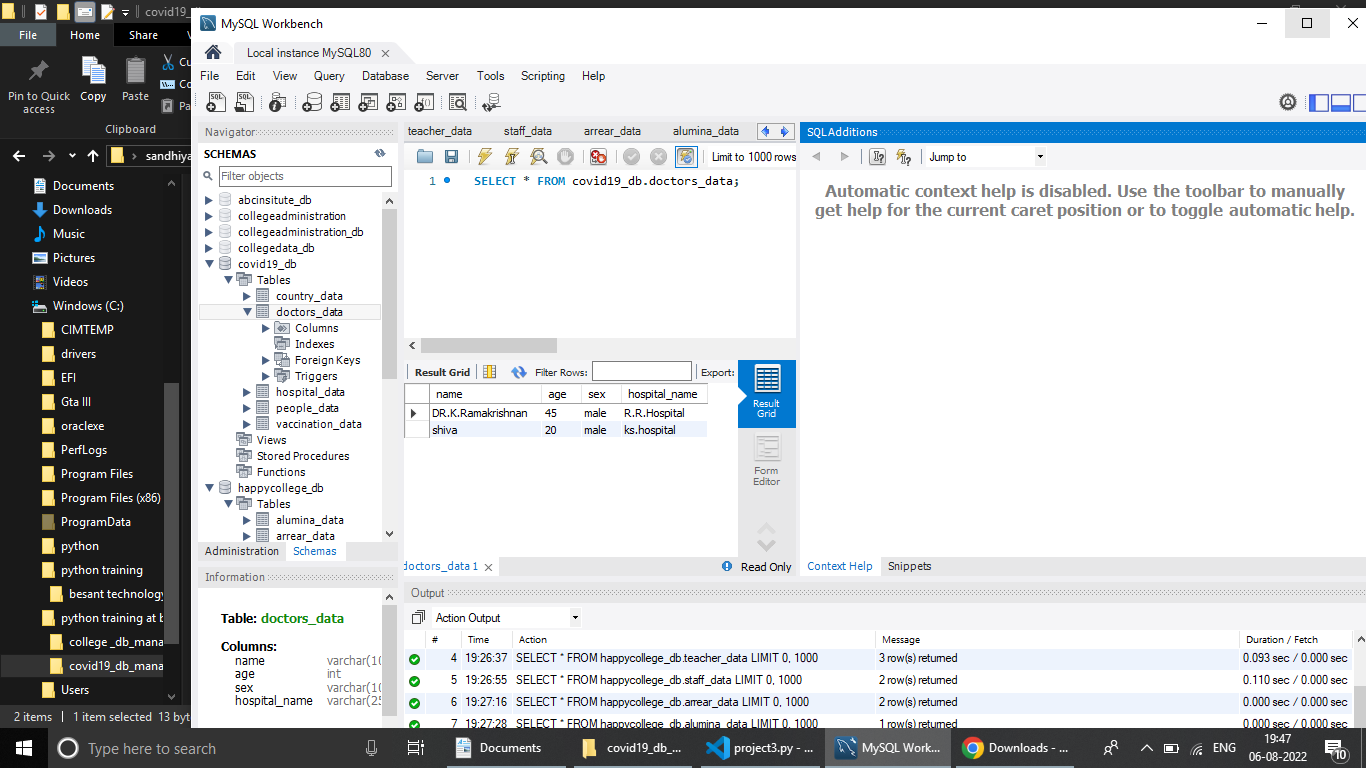 covid19_d
MySQL Workbench
File Home Share
Local instance MySQL80
File Edit View Query Database Server Tools Scripting Help
Pin to Quick access
Copy
Paste
Cu
Co
Pa
Clipboard
sandhiya
Documents
Downloads
Music
Pictures
Videos
Windows (C:)
CIMTEMP
drivers
EFI
Gta III
oraclexe
PerfLogs
Program Files
Program Files (x86)
ProgramData
python
python training
besant technology
python training at b
college _db_mana
covid19_db_mana
Users
2 items 1 item selected 13 byt
Navigator
SCHEMAS
Filter objects
abcinsitute_db
collegeadministration
collegeadministration_db
collegedata_db
covid19_db
Tables
country_data
doctors_data
Columns
Indexes
Foreign Keys
Triggers
hospital_data
people_data
vaccination_data
Views
Stored Procedures
Functions
happycollege_db
Tables
alumina_data
arrear_data
Administration Schemas
Information
Table: doctors_data
Columns:
name varchar(10
age int
sex varchar(10
hospital_name varchar(25
teacher_data staff_data arrear_data alumina_data
Limit to 1000 rows
1 SELECT * FROM covid19_db.doctors_data;
Result Grid Filter Rows: Export:
name age sex hospital_name
DR.K.Ramakrishnan 45 male R.R.Hospital
shiva 20 male ks.hospital
Result Grid
Form Editor
doctors_data 1 Read Only
SQLAdditions
Jump to
Automatic context help is disabled. Use the toolbar to manually
get help for the current caret position or to toggle automatic help.
Context Help Snippets
Output
Action Output
# Time Action Message Duration / Fetch
4 19:26:37 SELECT * FROM happycollege_db.teacher_data LIMIT 0, 1000 3 row(s) returned 0.093 sec / 0.000 sec
5 19:26:55 SELECT * FROM happycollege_db.staff_data LIMIT 0, 1000 2 row(s) returned 0.110 sec / 0.000 sec
6 19:27:16 SELECT * FROM happycollege_db.arrear_data LIMIT 0, 1000 2 row(s) returned 0.000 sec / 0.000 sec
7 19:27:28 SELECT * FROM happycollege_db.alumina_data LIMIT 0, 1000 1 row(s) returned 0.000 sec / 0.000 sec
Type here to search
Documents
covid19_db_...
project3.py - ...
MySQL Work...
Downloads - ...
ENG
19:47
06-08-2022
10